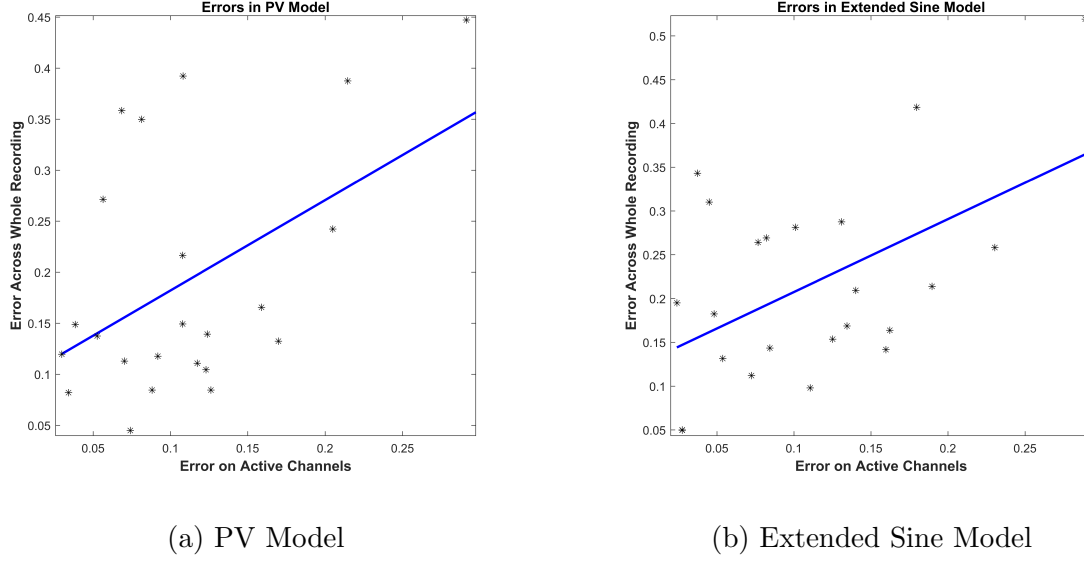 Errors in PV Model
0.45
0.4
0.35
0.3
0.25
0.2
0.15
0.1
0.05
Error Across Whole Recording
0.05 0.1 0.15 0.2 0.25
Error on Active Channels
(a) PV Model
Errors in Extended Sine Model
0.5
0.45
0.4
0.35
0.3
0.25
0.2
0.15
0.1
0.05
Error Across Whole Recording
0.05 0.1 0.15 0.2 0.25
Error on Active Channels
(b) Extended Sine Model